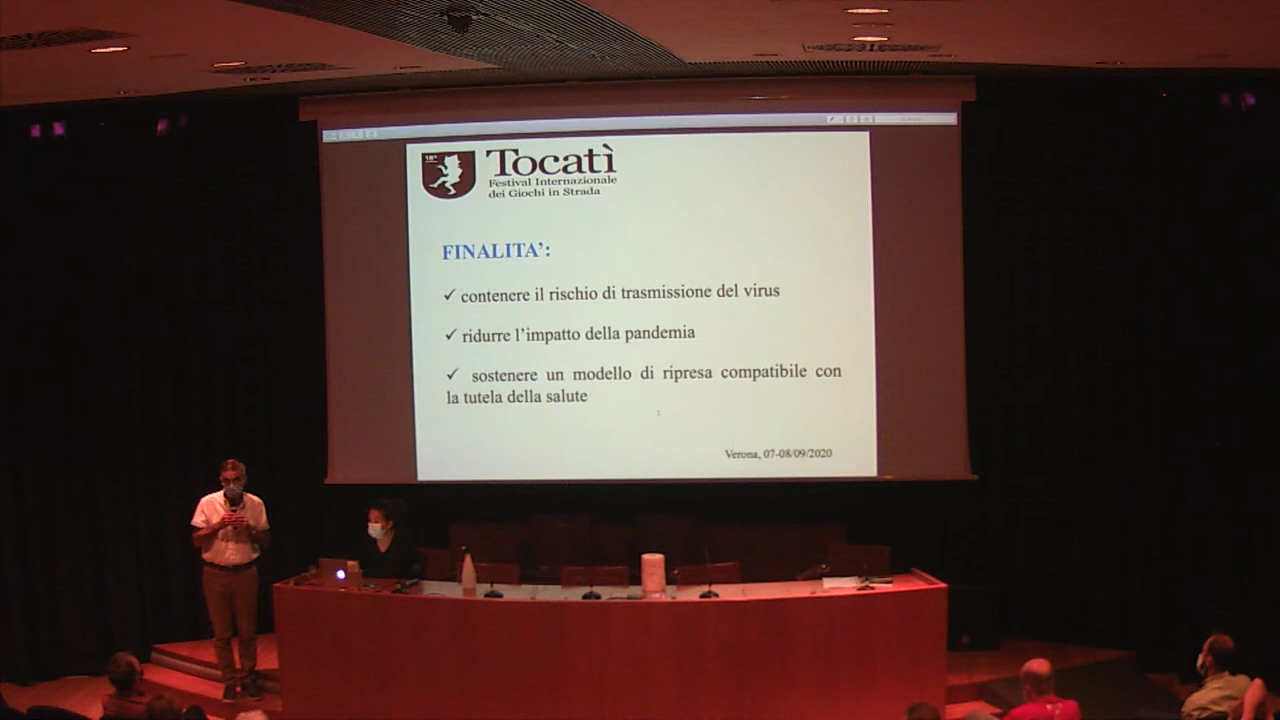 18°
Tocatì
Festival Internazionale
dei Giochi in Strada
FINALITA’:
✓ contenere il rischio di trasmissione del virus
✓ ridurre l’impatto della pandemia
✓ sostenere un modello di ripresa compatibile con
la tutela della salute
Verona, 07-08/09/2020